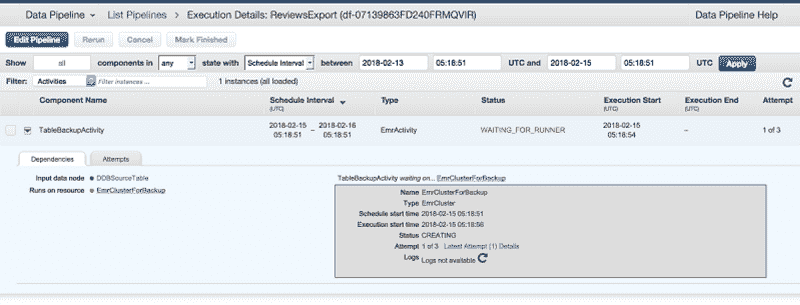 Data Pipeline List Pipelines Execution Details: ReviewsExport (df-07139863FD240FRMQVIR) Data Pipeline Help
Edit Pipeline Rerun Cancel Mark Finished
Show all components in any state with Schedule Interval between 2018-02-13 05:18:51 UTC and 2018-02-15 05:18:51 UTC Apply
Filter: Activities Filter instances ... 1 instances (all loaded)
Component Name Schedule Interval Type Status Execution Start Execution End Attempt
(UTC) (UTC) (UTC)
TableBackupActivity 2018-02-15 05:18:51 – 2018-02-16 05:18:51 EmrActivity WAITING_FOR_RUNNER 2018-02-15 05:18:54 – 1 of 3
Dependencies Attempts
Input data node DDBSourceTable
Runs on resource EmrClusterForBackup
TableBackupActivity waiting on... EmrClusterForBackup
Name EmrClusterForBackup
Type EmrCluster
Schedule start time 2018-02-15 05:18:51
Execution start time 2018-02-15 05:18:56
Status CREATING
Attempt 1 of 3 Latest Attempt (1) Details
Logs Logs not available